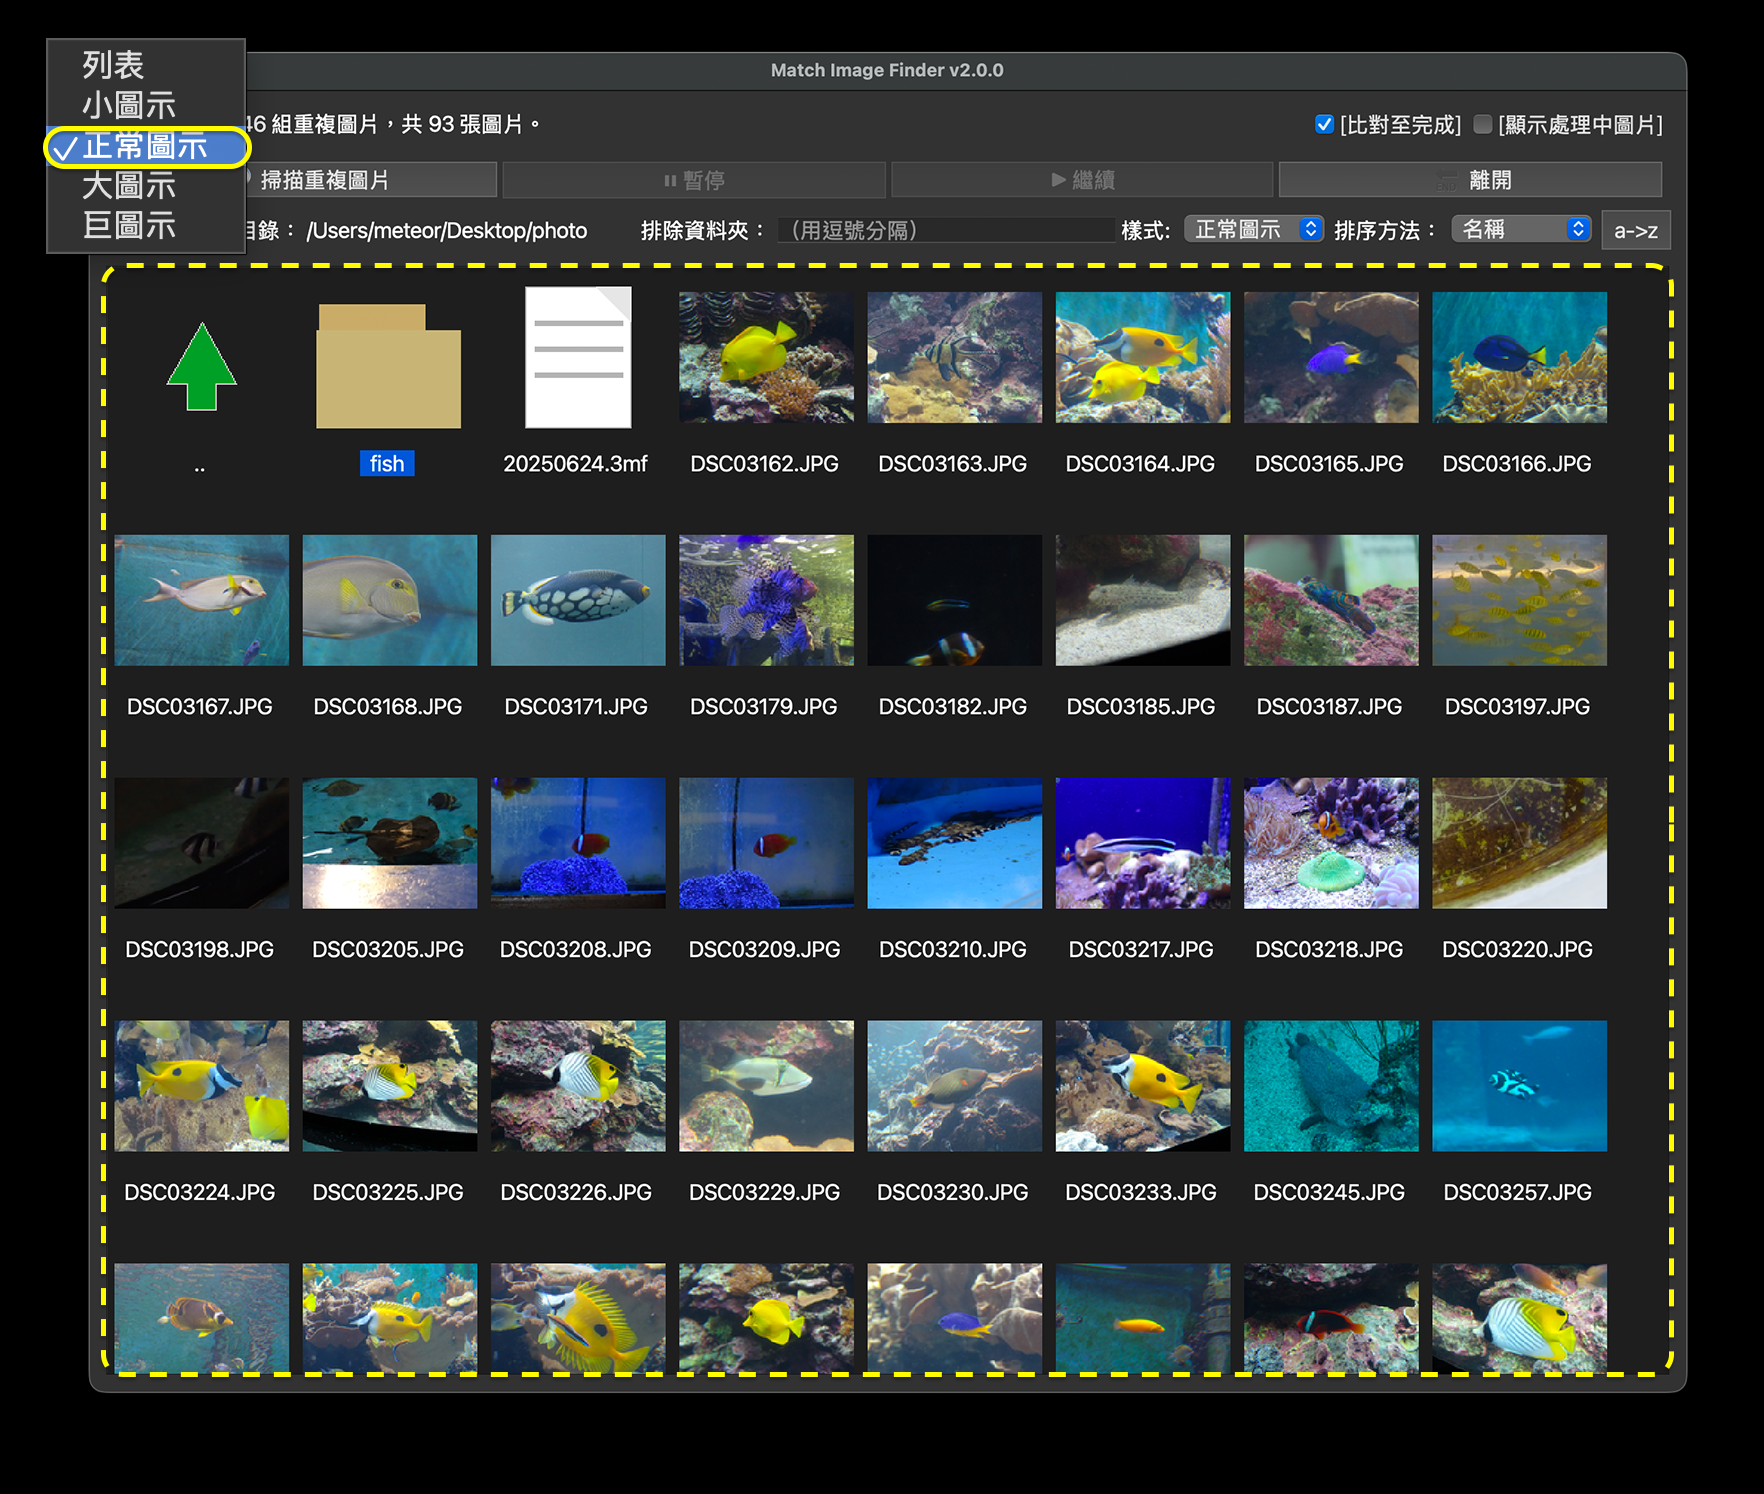 列表
小圖示
✓正常圖示
大圖示
巨圖示
Match Image Finder v2.0.0
46 組重複圖片，共 93 張圖片。
[比對至完成] [顯示處理中圖片]
掃描重複圖片
暫停
繼續
離開
目錄： /Users/meteor/Desktop/photo
排除資料夾： （用逗號分隔）
樣式: 正常圖示
排序方法： 名稱
a->z
.. fish 20250624.3mf DSC03162.JPG DSC03163.JPG DSC03164.JPG DSC03165.JPG DSC03166.JPG
DSC03167.JPG DSC03168.JPG DSC03171.JPG DSC03179.JPG DSC03182.JPG DSC03185.JPG DSC03187.JPG DSC03197.JPG
DSC03198.JPG DSC03205.JPG DSC03208.JPG DSC03209.JPG DSC03210.JPG DSC03217.JPG DSC03218.JPG DSC03220.JPG
DSC03224.JPG DSC03225.JPG DSC03226.JPG DSC03229.JPG DSC03230.JPG DSC03233.JPG DSC03245.JPG DSC03257.JPG